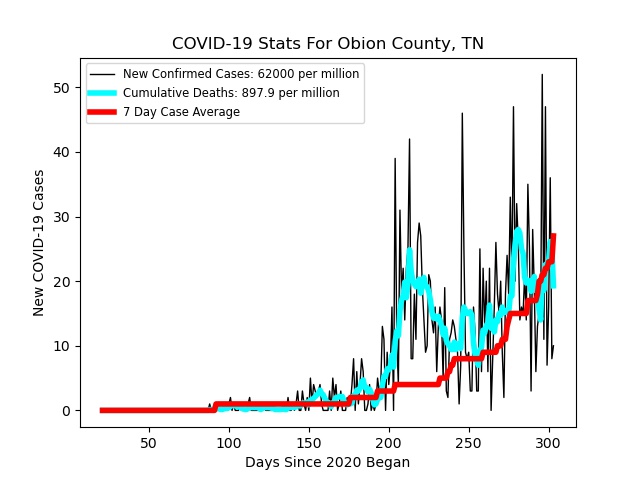 COVID-19 Stats For Obion County, TN
New Confirmed Cases: 62000 per million
Cumulative Deaths: 897.9 per million
7 Day Case Average
New COVID-19 Cases
50
40
30
20
10
0
50 100 150 200 250 300
Days Since 2020 Began